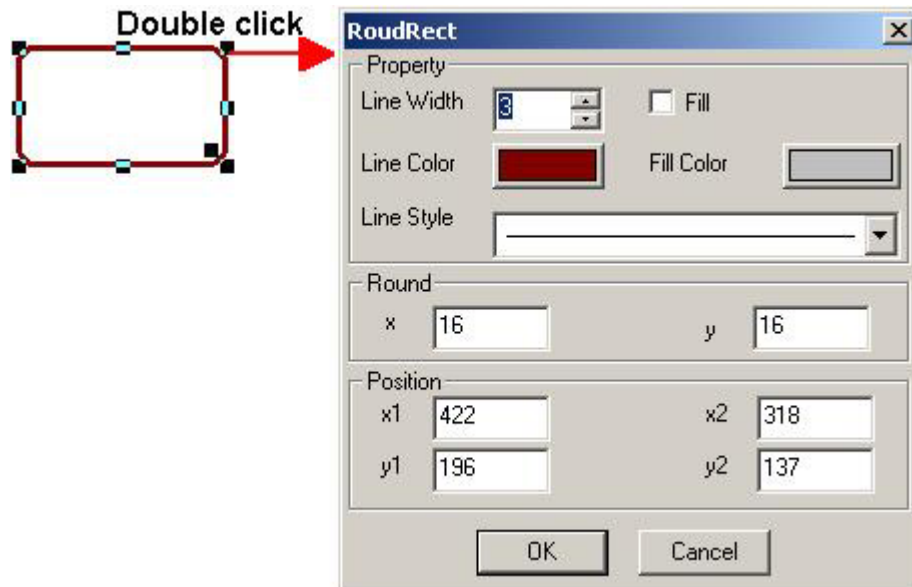 Double click
RoudRect
Property
Line Width 3 Fill
Line Color Fill Color
Line Style
Round
x 16 y 16
Position
x1 422 x2 318
y1 196 y2 137
OK Cancel